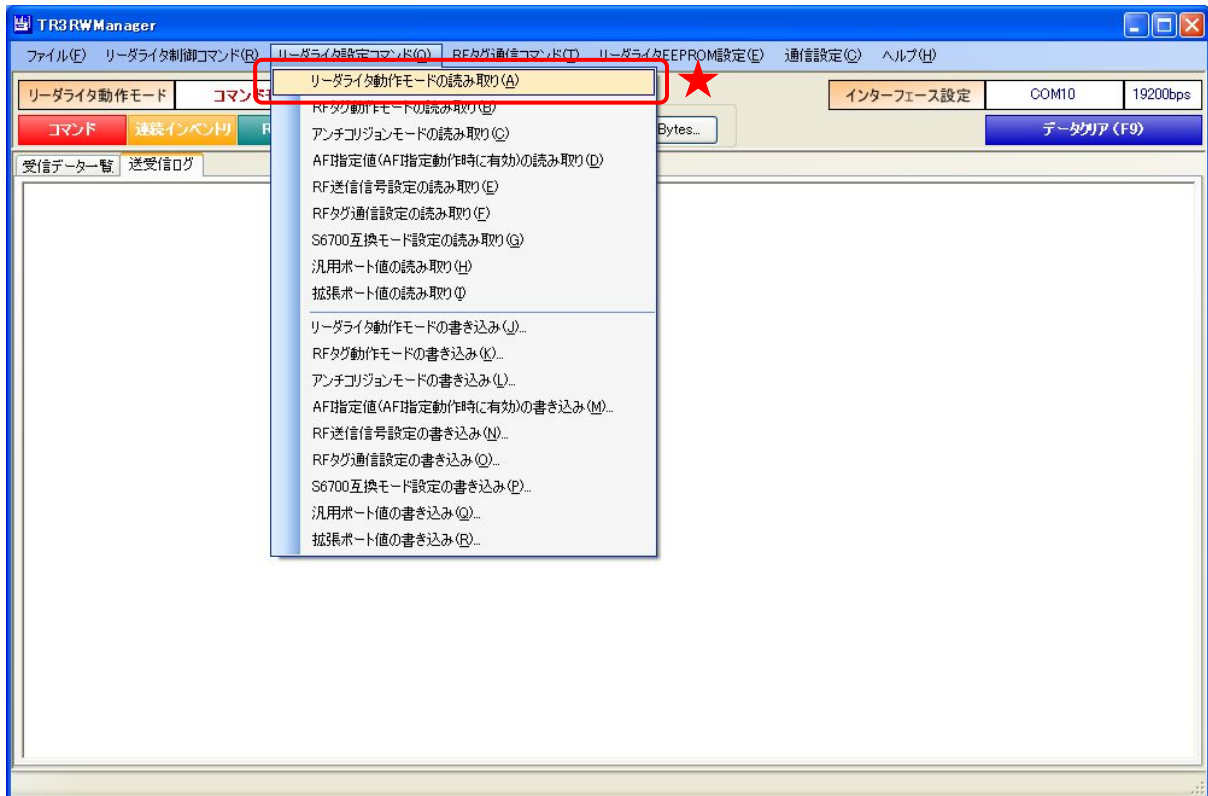 TR3RWManager
ファイル(F) リーダライタ制御コマンド(R) リーダライタ設定コマンド(O) RFタグ通信コマンド(T) リーダライタEEPROM設定(E) 通信設定(C) ヘルプ(H)
リーダライタ動作モード コマンド
インターフェース設定 COM10 19200bps
コマンド 連続インベントリ R Bytes... データクリア (F9)
受信データ一覧 送受信ログ
リーダライタ動作モードの読み取り(A)
RFタグ動作モードの読み取り(B)
アンチコリジョンモードの読み取り(C)
AFI指定値(AFI指定動作時に有効)の読み取り(D)
RF送信信号設定の読み取り(E)
RFタグ通信設定の読み取り(F)
S6700互換モード設定の読み取り(G)
汎用ポート値の読み取り(H)
拡張ポート値の読み取り(I)
リーダライタ動作モードの書き込み(J)...
RFタグ動作モードの書き込み(K)...
アンチコリジョンモードの書き込み(L)...
AFI指定値(AFI指定動作時に有効)の書き込み(M)...
RF送信信号設定の書き込み(N)...
RFタグ通信設定の書き込み(O)...
S6700互換モード設定の書き込み(P)...
汎用ポート値の書き込み(Q)...
拡張ポート値の書き込み(R)...